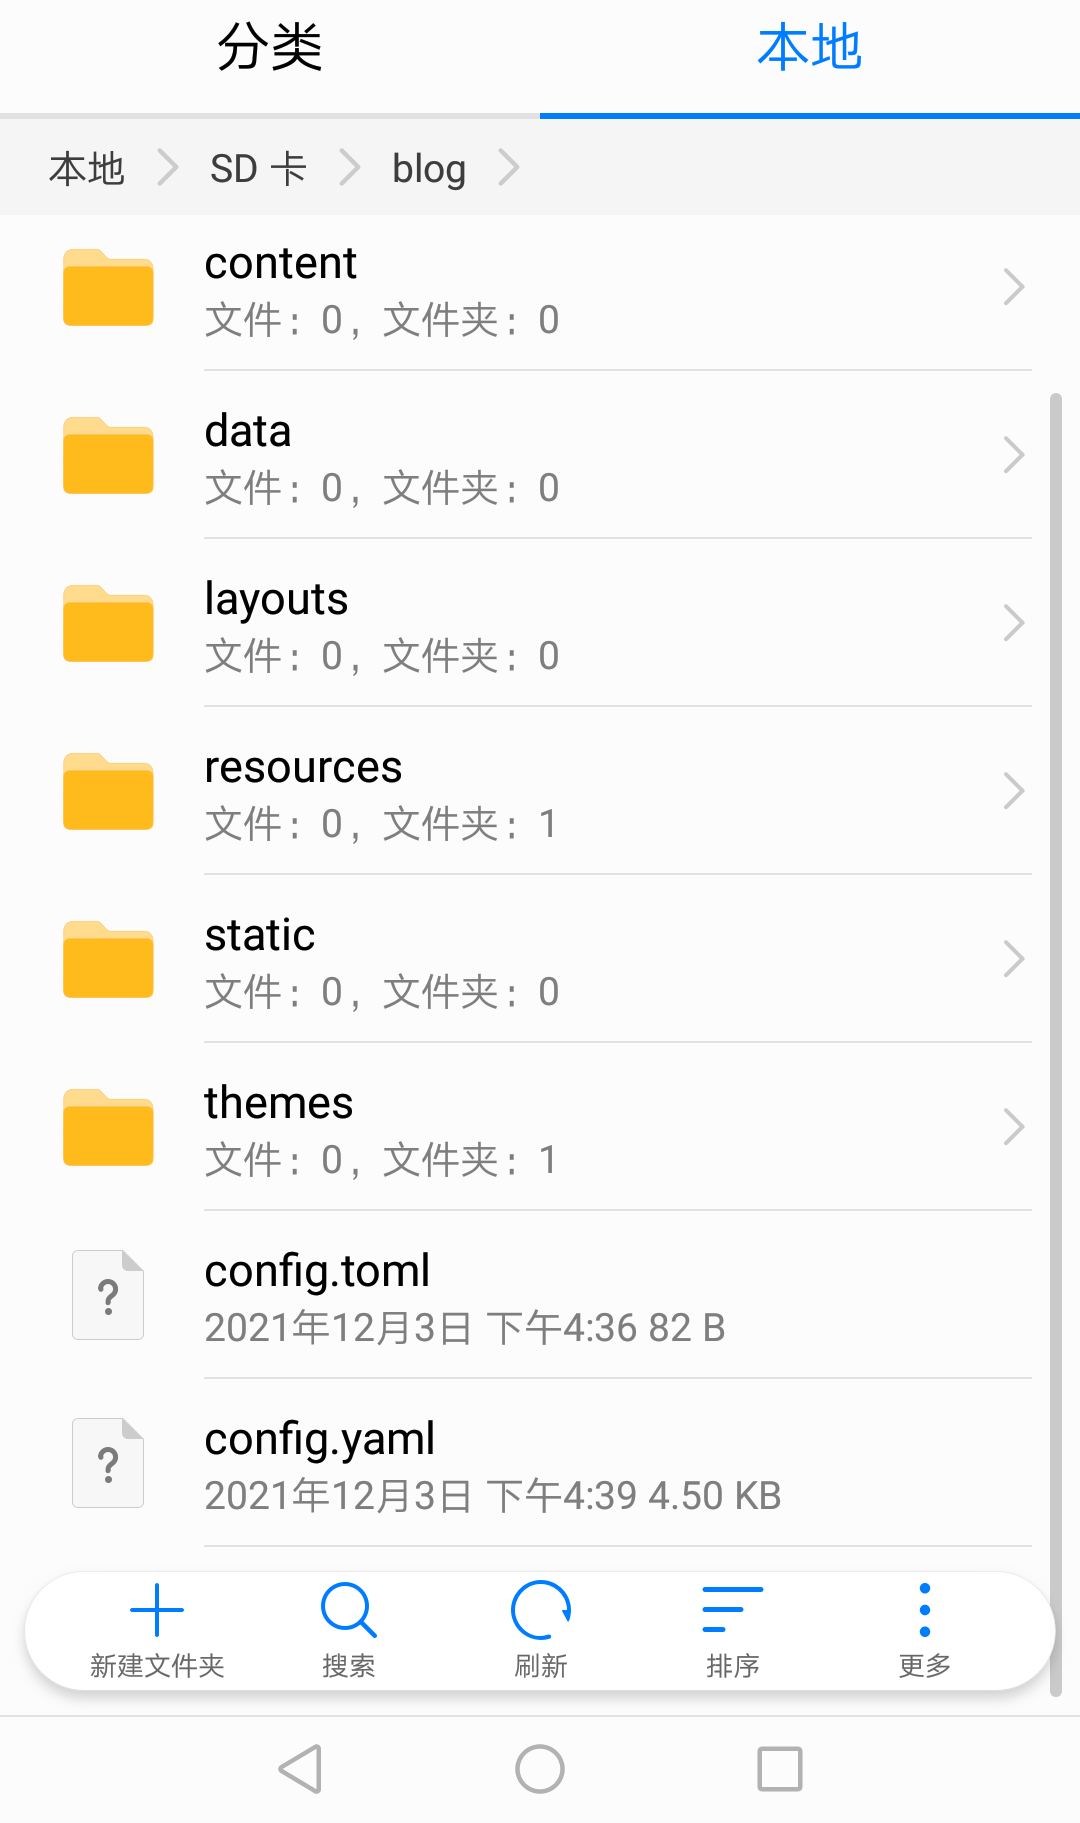 分类 本地
本地 SD 卡 blog
content
文件：0，文件夹：0
data
文件：0，文件夹：0
layouts
文件：0，文件夹：0
resources
文件：0，文件夹：1
static
文件：0，文件夹：0
themes
文件：0，文件夹：1
?
config.toml
2021年12月3日 下午4:36 82 B
?
config.yaml
2021年12月3日 下午4:39 4.50 KB
新建文件夹 搜索 刷新 排序 更多